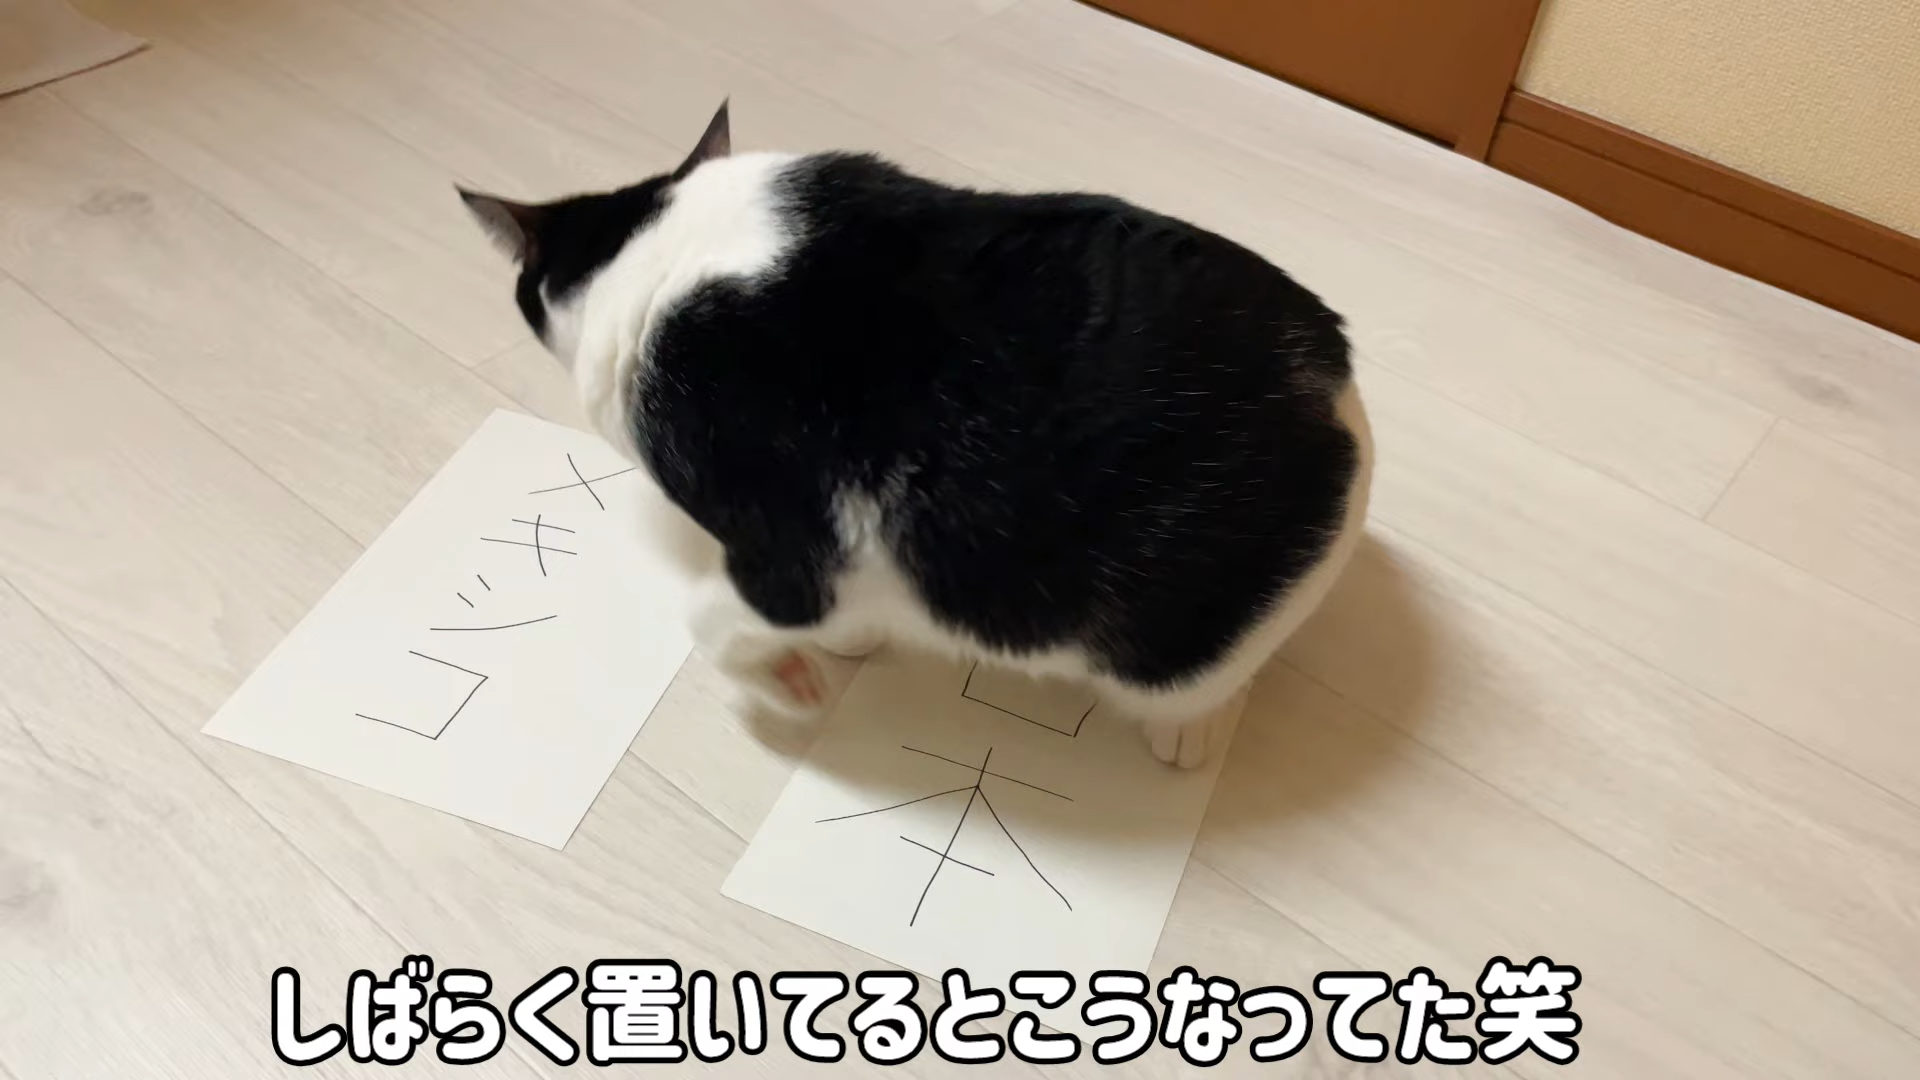 メキシコ
本
しばらく置いてるとこうなってた笑